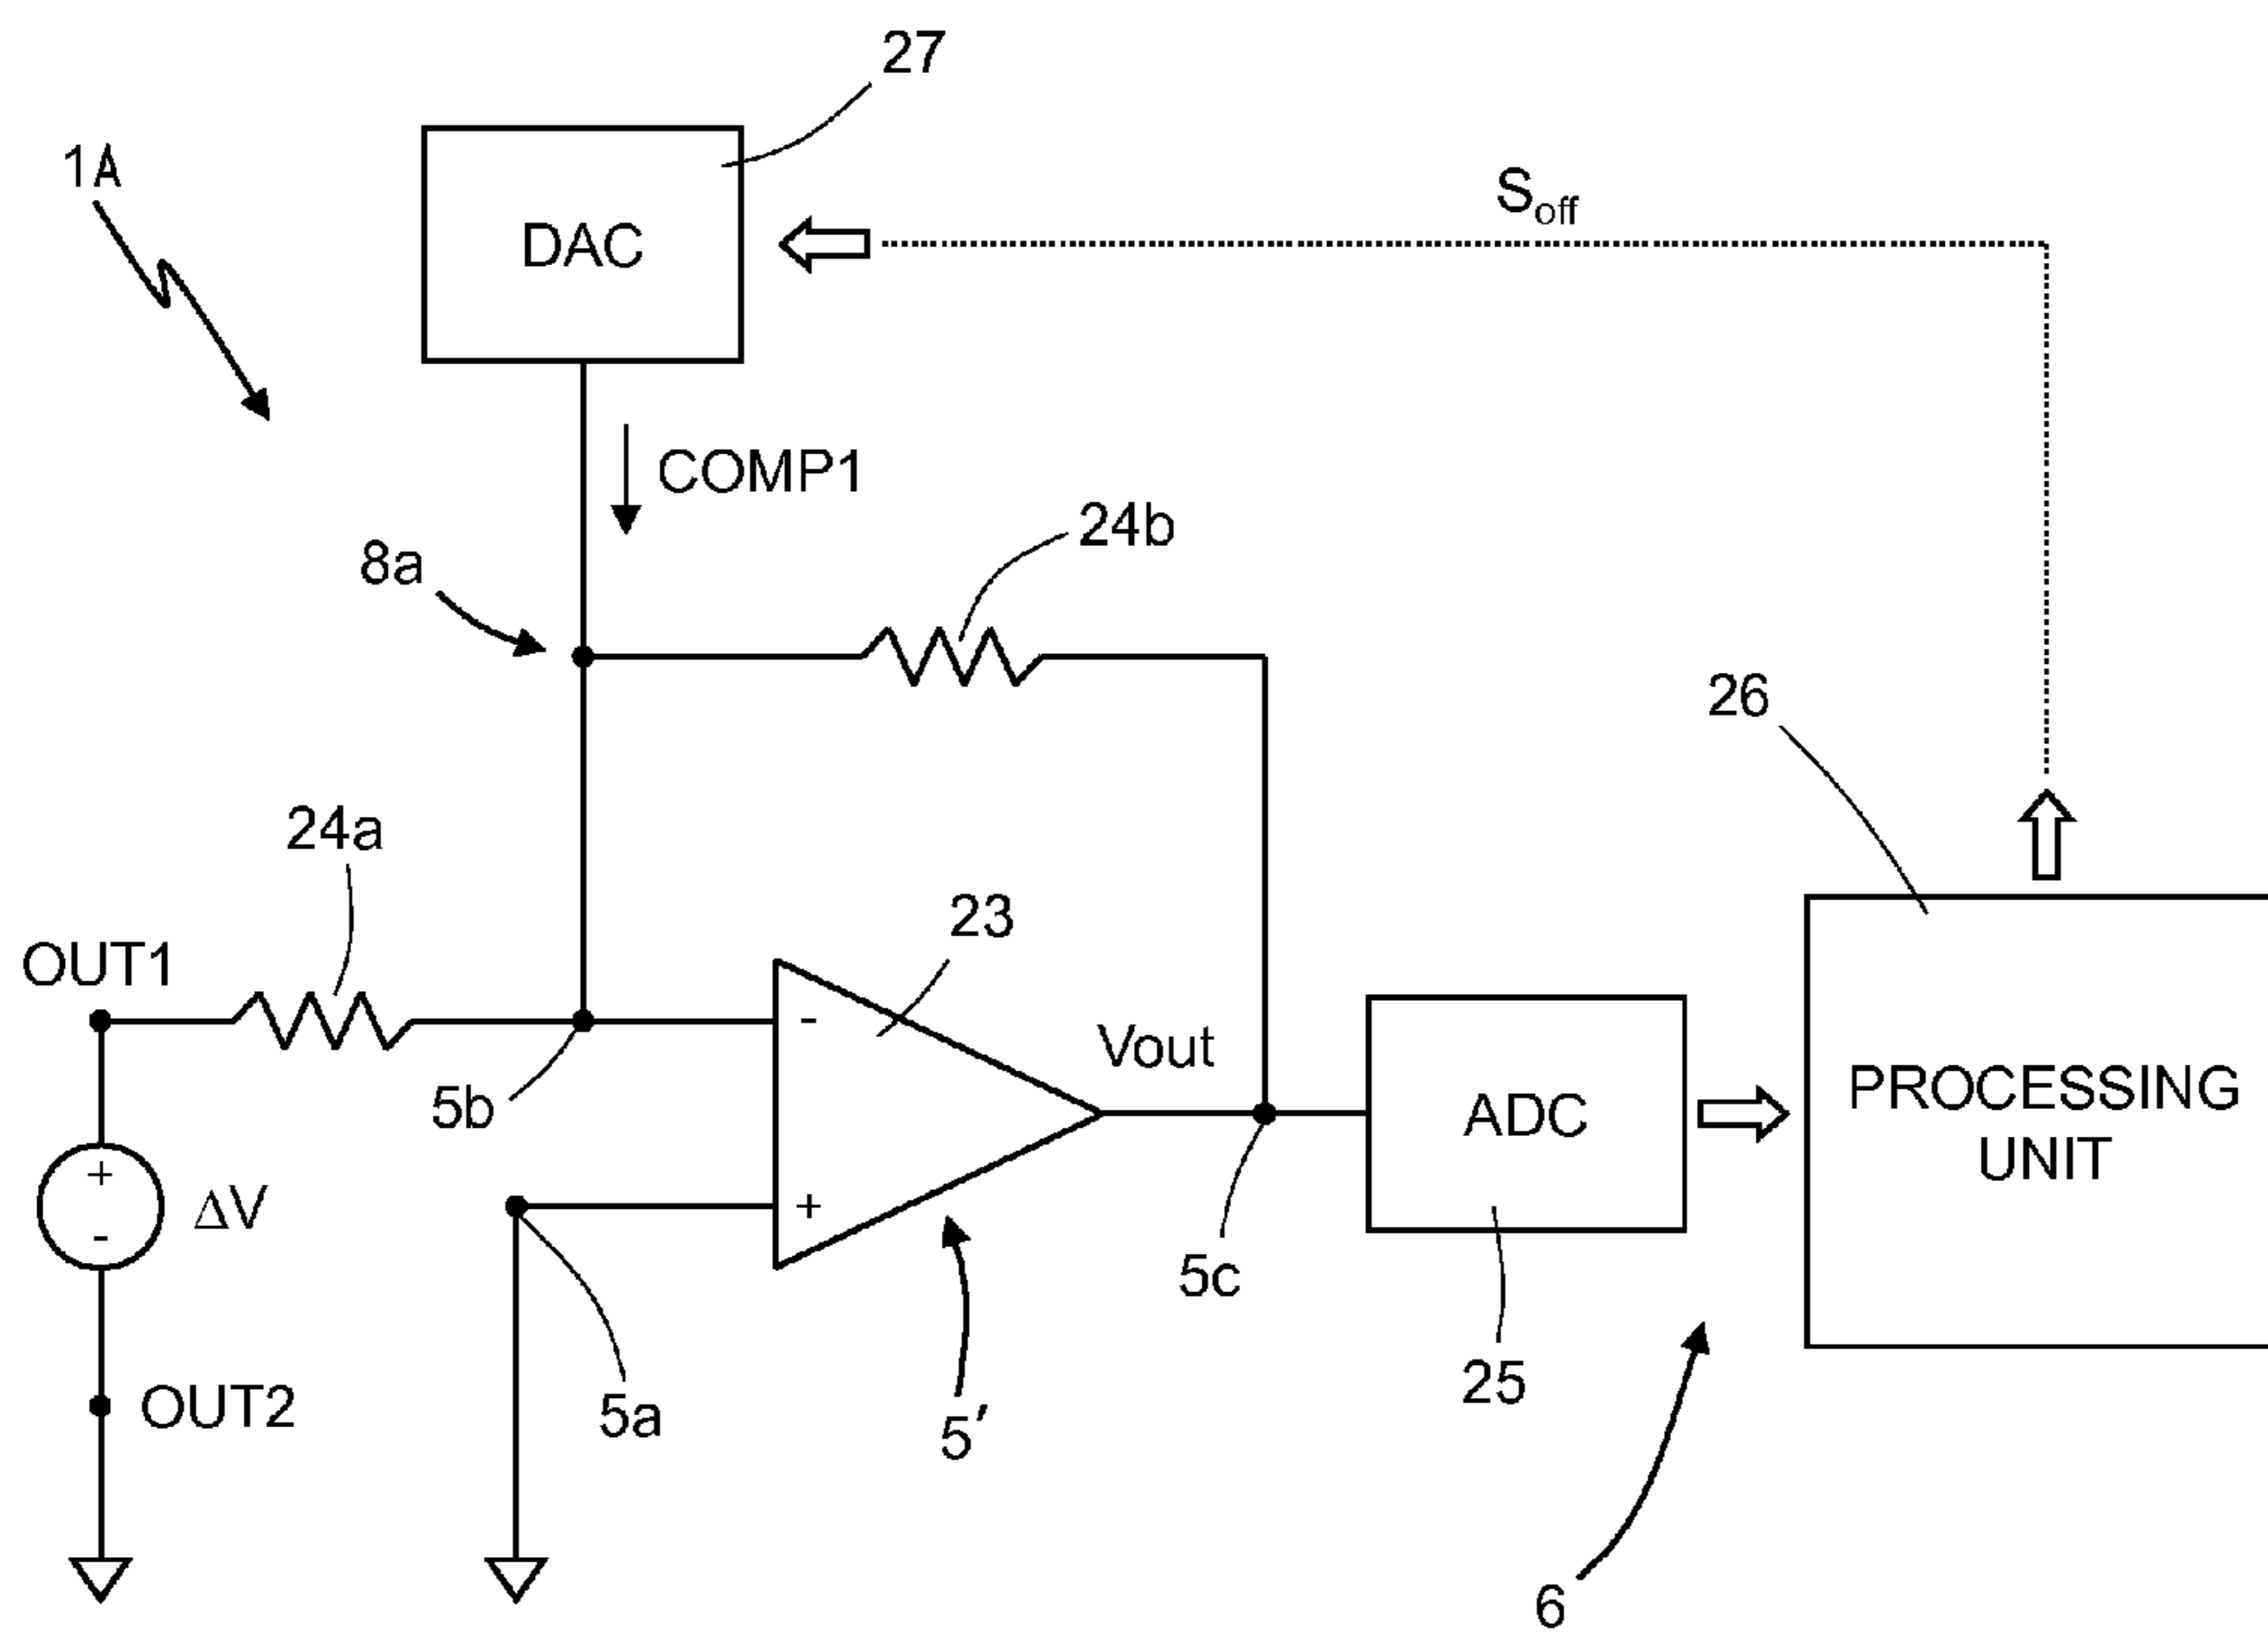 27
1A
DAC
Soff
COMP1
24b
8a
26
24a
23
OUT1
-
Vout
5b
ADC
PROCESSING
UNIT
+
ΔV
-
+
5c
25
OUT2
5a
5′
6